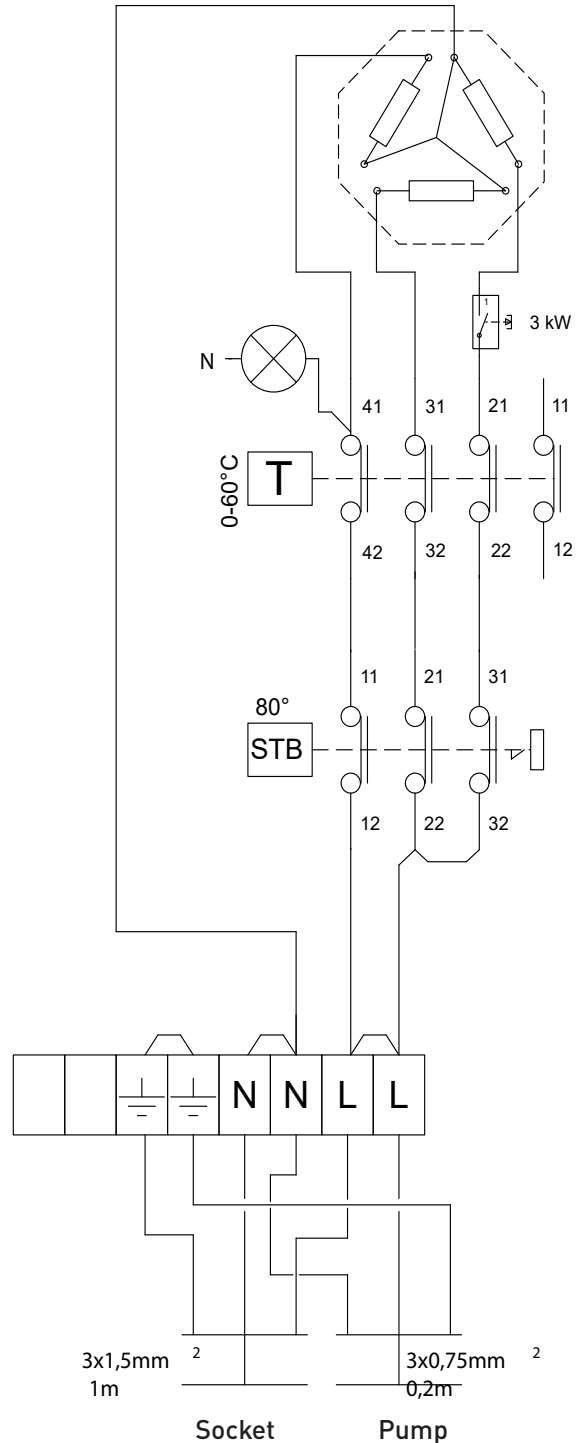 1
3 kW
N
41 31 21 11
0-60°C
T
42 32 22 12
11 21 31
80°
STB
12 22 32
N N L L
3x1,5mm 2
1m
3x0,75mm 2
0,2m
Socket Pump